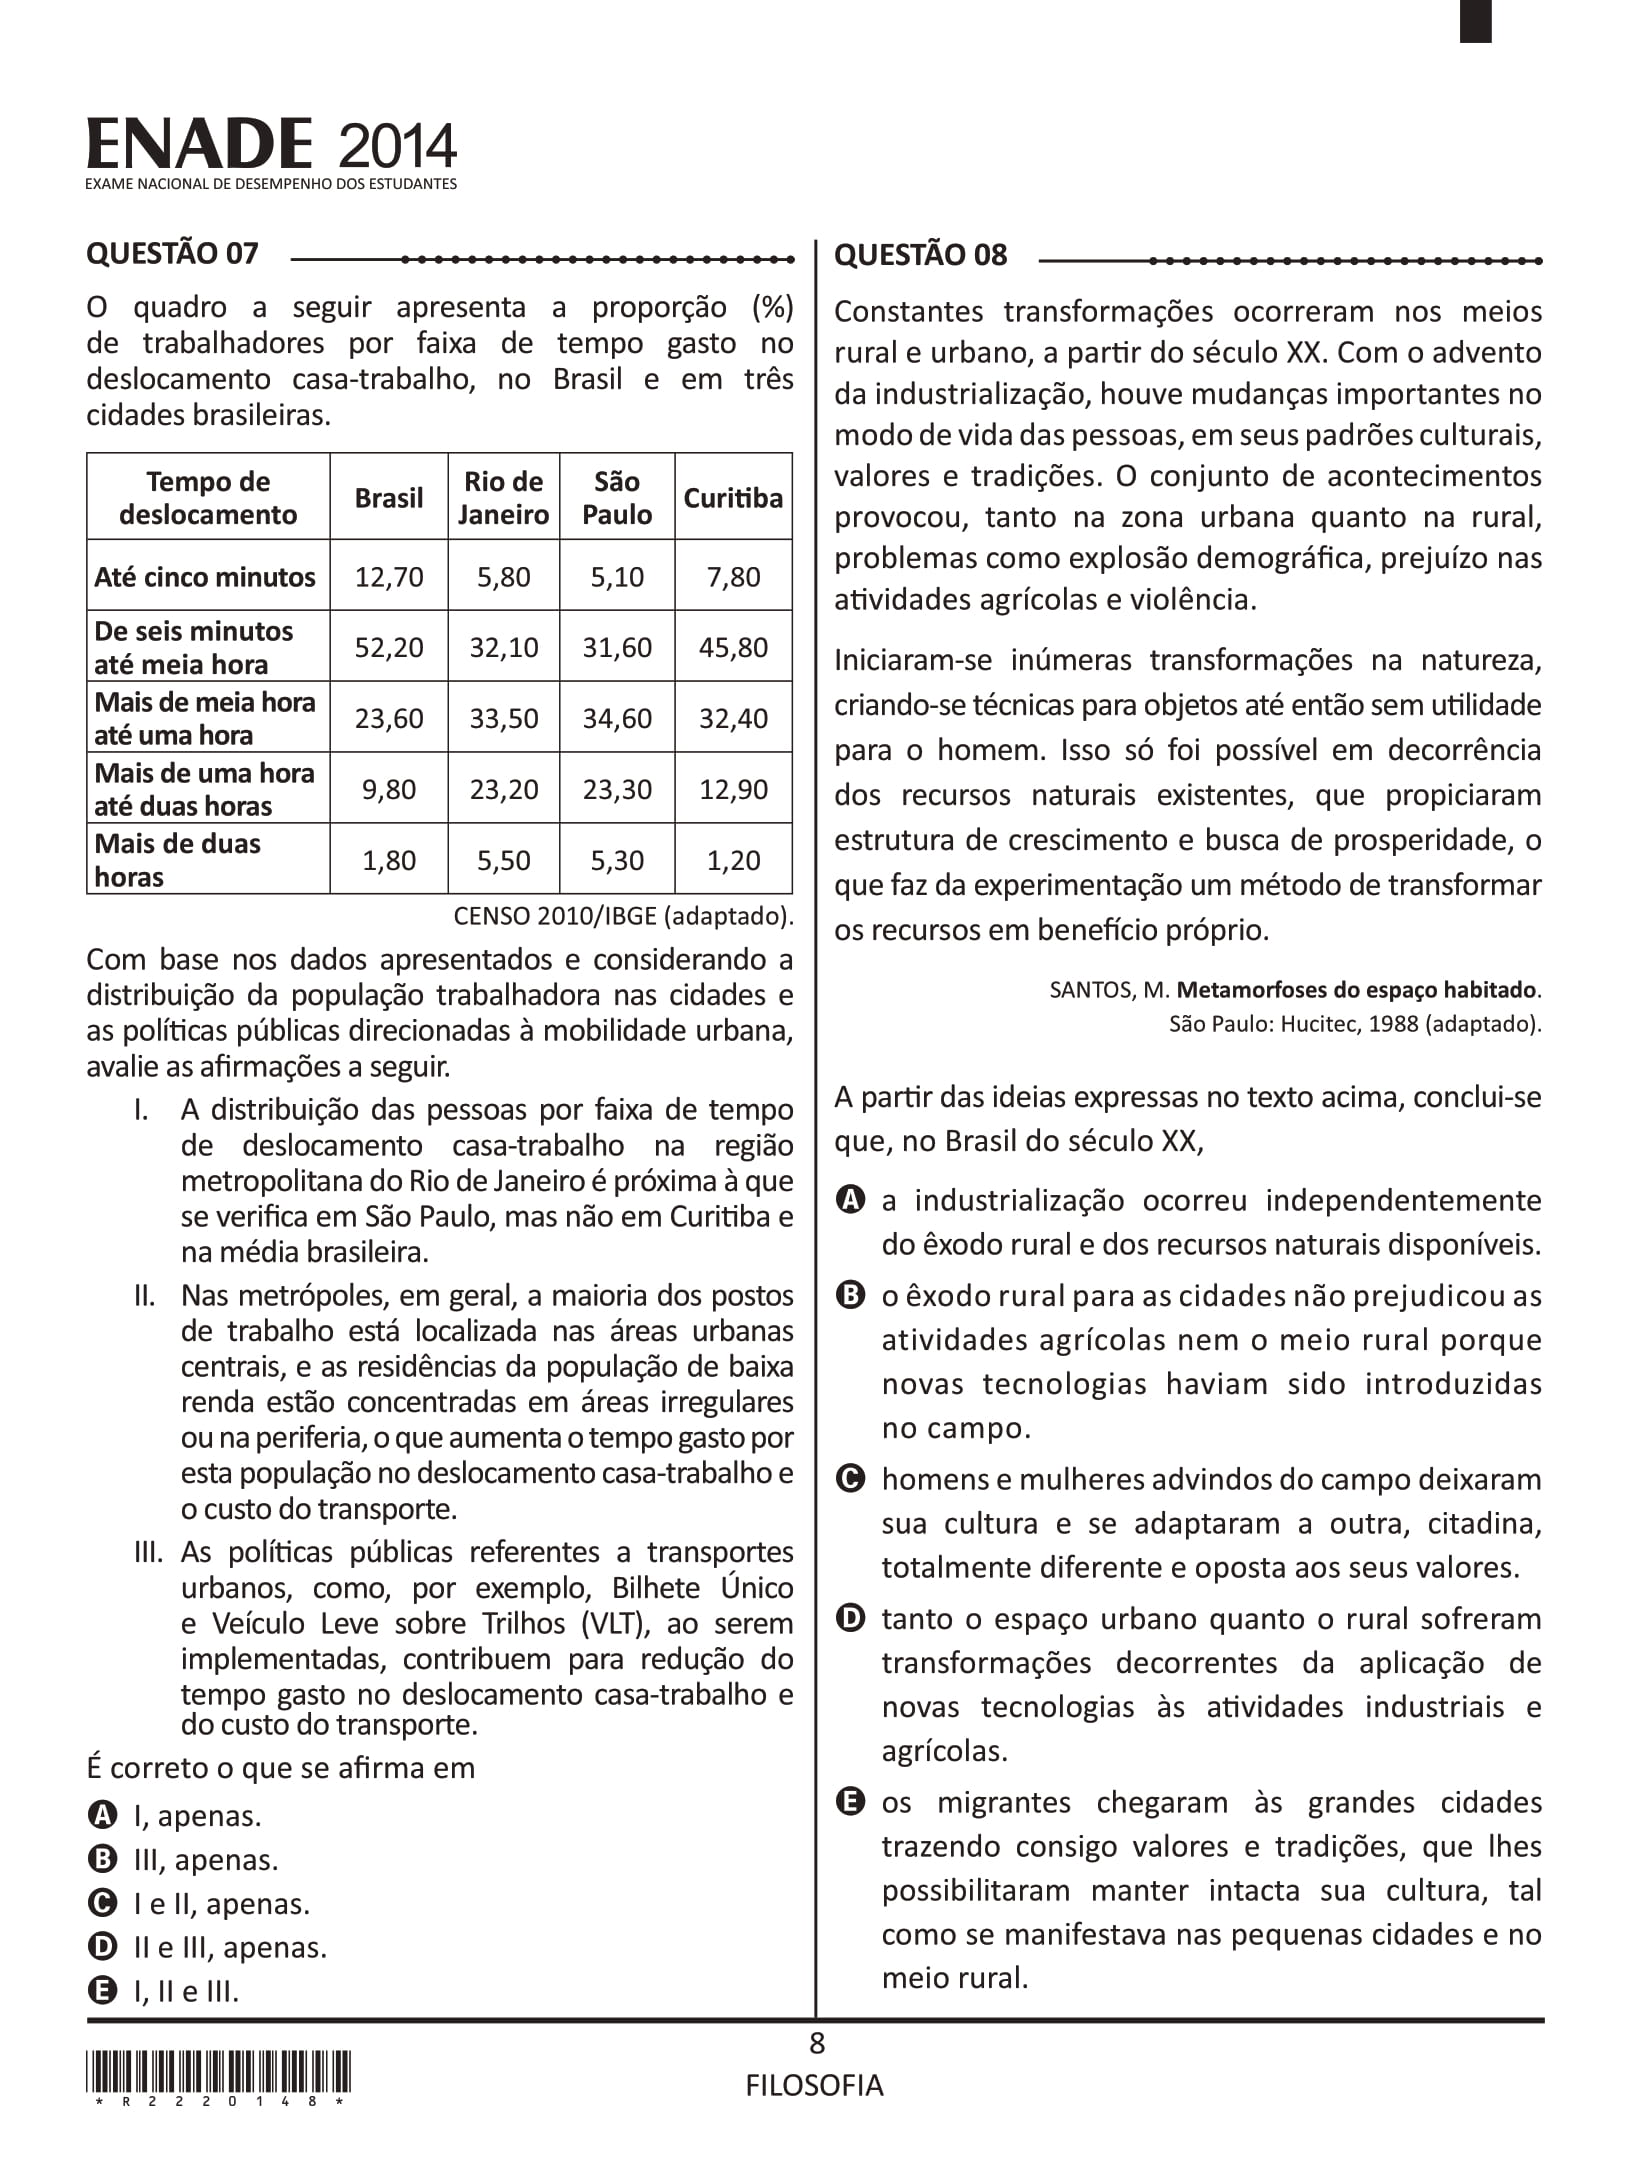 ENADE 2014
EXAME NACIONAL DE DESEMPENHO DOS ESTUDANTES
QUESTÃO 07
O quadro a seguir apresenta a proporção (%)
de trabalhadores por faixa de tempo gasto no
deslocamento casa-trabalho, no Brasil e em três
cidades brasileiras.
Tempo de deslocamento Brasil Rio de Janeiro São Paulo Curitiba
Até cinco minutos 12,70 5,80 5,10 7,80
De seis minutos até meia hora 52,20 32,10 31,60 45,80
Mais de meia hora até uma hora 23,60 33,50 34,60 32,40
Mais de uma hora até duas horas 9,80 23,20 23,30 12,90
Mais de duas horas 1,80 5,50 5,30 1,20
CENSO 2010/IBGE (adaptado).
Com base nos dados apresentados e considerando a
distribuição da população trabalhadora nas cidades e
as políticas públicas direcionadas à mobilidade urbana,
avalie as afirmações a seguir.
I. A distribuição das pessoas por faixa de tempo
de deslocamento casa-trabalho na região
metropolitana do Rio de Janeiro é próxima à que
se verifica em São Paulo, mas não em Curitiba e
na média brasileira.
II. Nas metrópoles, em geral, a maioria dos postos
de trabalho está localizada nas áreas urbanas
centrais, e as residências da população de baixa
renda estão concentradas em áreas irregulares
ou na periferia, o que aumenta o tempo gasto por
esta população no deslocamento casa-trabalho e
o custo do transporte.
III. As políticas públicas referentes a transportes
urbanos, como, por exemplo, Bilhete Único
e Veículo Leve sobre Trilhos (VLT), ao serem
implementadas, contribuem para redução do
tempo gasto no deslocamento casa-trabalho e
do custo do transporte.
É correto o que se afirma em
A I, apenas.
B III, apenas.
C I e II, apenas.
D II e III, apenas.
E I, II e III.
QUESTÃO 08
Constantes transformações ocorreram nos meios
rural e urbano, a partir do século XX. Com o advento
da industrialização, houve mudanças importantes no
modo de vida das pessoas, em seus padrões culturais,
valores e tradições. O conjunto de acontecimentos
provocou, tanto na zona urbana quanto na rural,
problemas como explosão demográfica, prejuízo nas
atividades agrícolas e violência.
Iniciaram-se inúmeras transformações na natureza,
criando-se técnicas para objetos até então sem utilidade
para o homem. Isso só foi possível em decorrência
dos recursos naturais existentes, que propiciaram
estrutura de crescimento e busca de prosperidade, o
que faz da experimentação um método de transformar
os recursos em benefício próprio.
SANTOS, M. Metamorfoses do espaço habitado.
São Paulo: Hucitec, 1988 (adaptado).
A partir das ideias expressas no texto acima, conclui-se
que, no Brasil do século XX,
A a industrialização ocorreu independentemente
do êxodo rural e dos recursos naturais disponíveis.
B o êxodo rural para as cidades não prejudicou as
atividades agrícolas nem o meio rural porque
novas tecnologias haviam sido introduzidas
no campo.
C homens e mulheres advindos do campo deixaram
sua cultura e se adaptaram a outra, citadina,
totalmente diferente e oposta aos seus valores.
D tanto o espaço urbano quanto o rural sofreram
transformações decorrentes da aplicação de
novas tecnologias às atividades industriais e
agrícolas.
E os migrantes chegaram às grandes cidades
trazendo consigo valores e tradições, que lhes
possibilitaram manter intacta sua cultura, tal
como se manifestava nas pequenas cidades e no
meio rural.
8
FILOSOFIA
*R2220148*